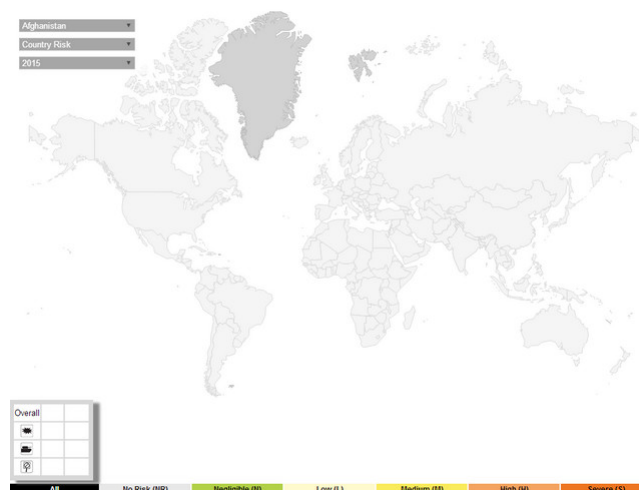 Afghanistan
Country Risk
2015
Overall
All No Risk (NR) Negligible (N) Low (L) Medium (M) High (H) Severe (S)